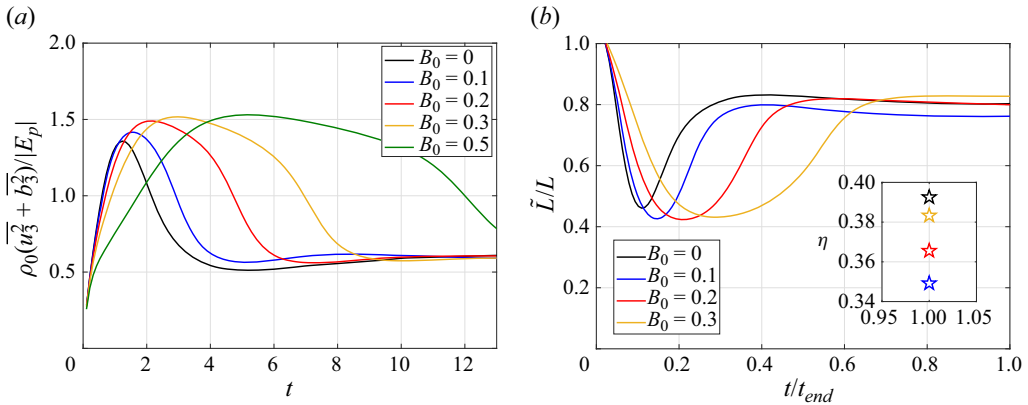 (a)
2.0
1.5
1.0
0.5
0
2
4
6
8
10
12
t
ρ₀(u₃² + b₃²)/|Eₚ|
B₀ = 0
B₀ = 0.1
B₀ = 0.2
B₀ = 0.3
B₀ = 0.5
(b)
1.0
0.8
0.6
0.4
0.2
0
0.2
0.4
0.6
0.8
1.0
t/t_end
L̃/L
B₀ = 0
B₀ = 0.1
B₀ = 0.2
B₀ = 0.3
0.40
0.38
η
0.36
0.34
0.95
1.00
1.05